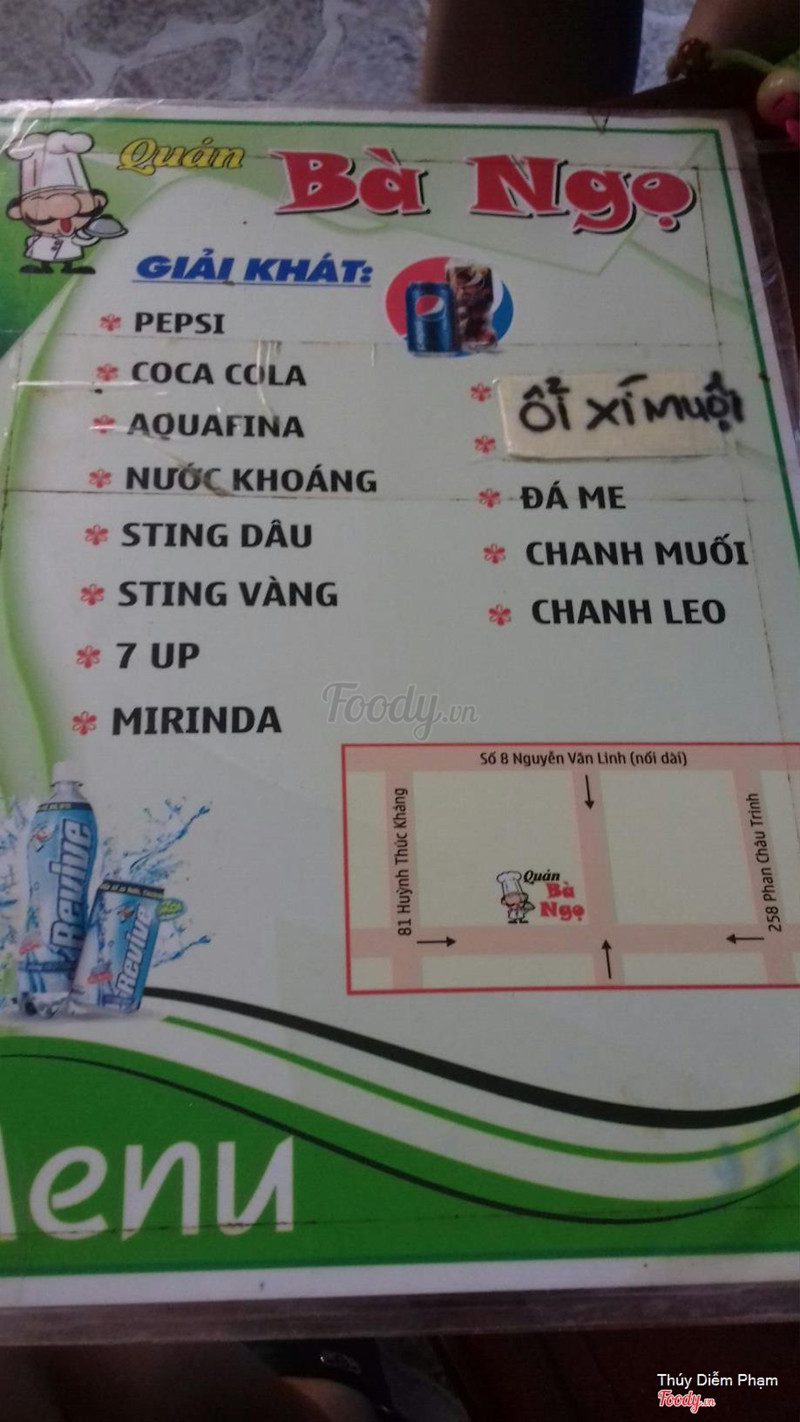 Quán Bà Ngọ
GIẢI KHÁT:
PEPSI
COCA COLA
AQUAFINA
NƯỚC KHOÁNG
STING DÂU
STING VÀNG
7 UP
MIRINDA
ỔI XÍ MUỘI
ĐÁ ME
CHANH MUỐI
CHANH LEO
Foody.vn
Số 8 Nguyễn Văn Linh (nối dài)
81 Huỳnh Thúc Kháng
258 Phan Châu Trinh
Quán
Bà
Ngọ
Revive
Revive
enu
Thúy Diễm Phạm
Foody.vn